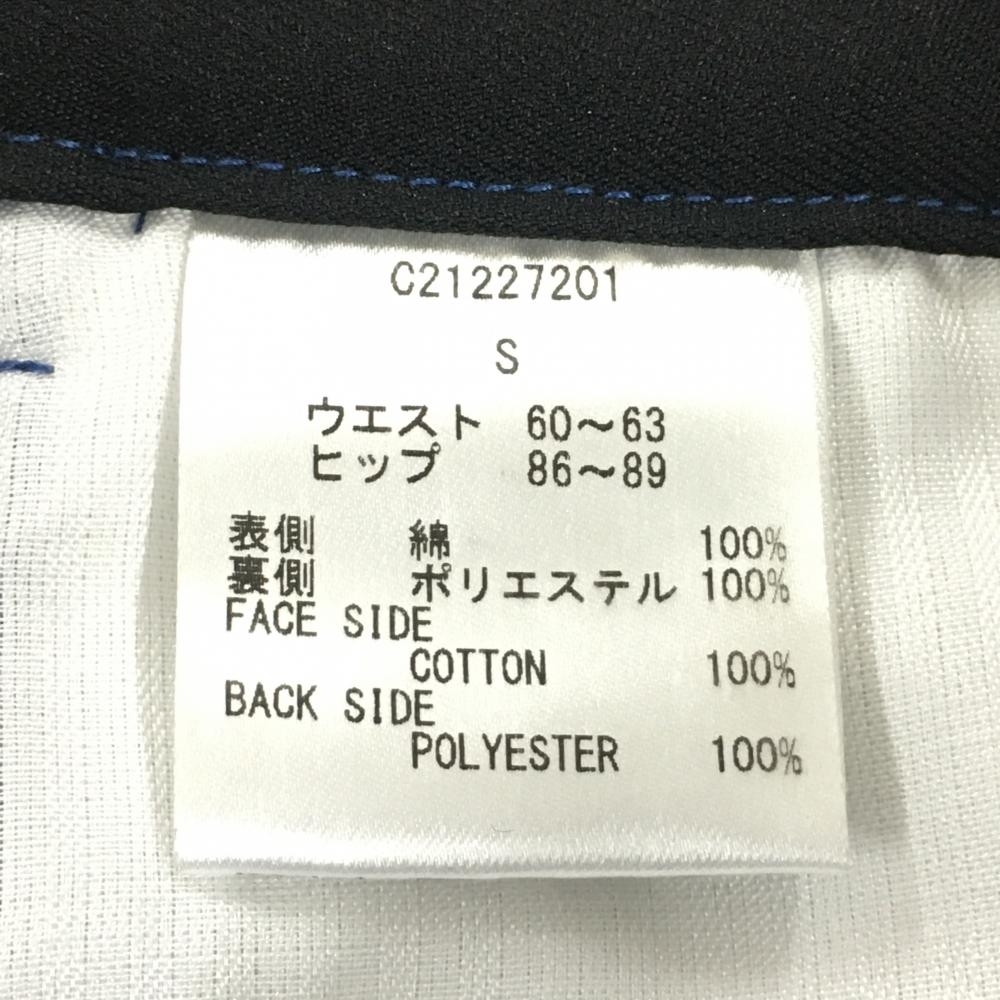 C21227201
S
ウエスト 60～63
ヒップ 86～89
表側 綿 100%
裏側 ポリエステル 100%
FACE SIDE
COTTON 100%
BACK SIDE
POLYESTER 100%